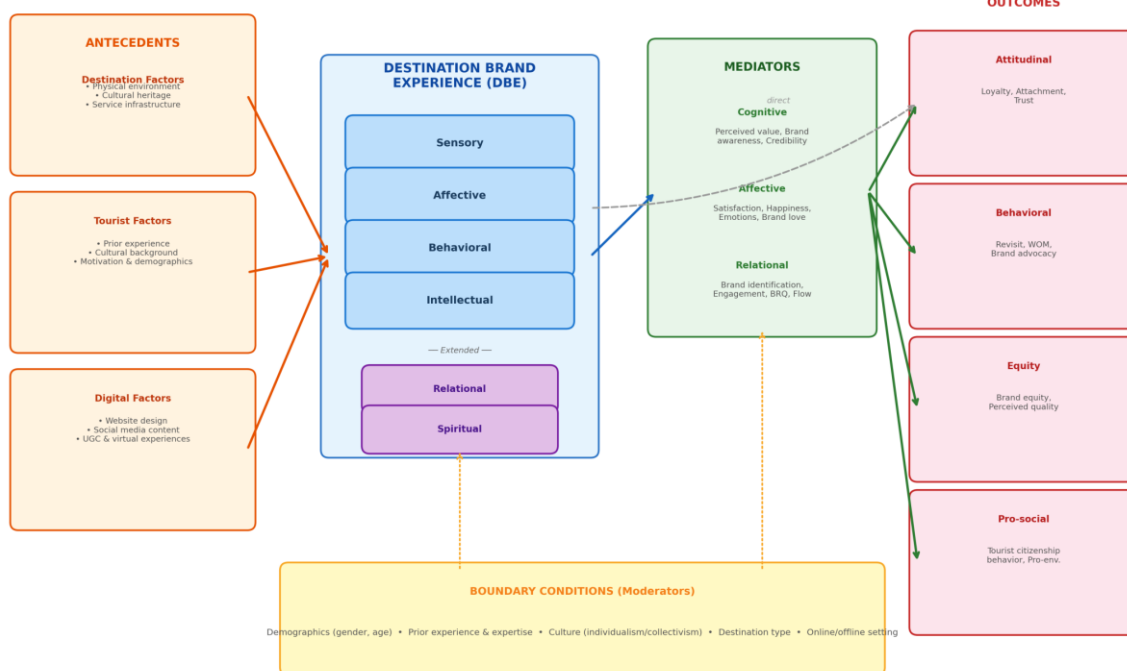 ANTECEDENTS
Destination Factors
• Physical environment
• Cultural heritage
• Service infrastructure
Tourist Factors
• Prior experience
• Cultural background
• Motivation & demographics
Digital Factors
• Website design
• Social media content
• UGC & virtual experiences
DESTINATION BRAND
EXPERIENCE (DBE)
Sensory
Affective
Behavioral
Intellectual
── Extended ──
Relational
Spiritual
MEDIATORS
direct
Cognitive
Perceived value, Brand
awareness, Credibility
Affective
Satisfaction, Happiness,
Emotions, Brand love
Relational
Brand identification,
Engagement, BRQ, Flow
OUTCOMES
Attitudinal
Loyalty, Attachment,
Trust
Behavioral
Revisit, WOM,
Brand advocacy
Equity
Brand equity,
Perceived quality
Pro-social
Tourist citizenship
behavior, Pro-env.
BOUNDARY CONDITIONS (Moderators)
Demographics (gender, age) • Prior experience & expertise • Culture (individualism/collectivism) • Destination type • Online/offline setting